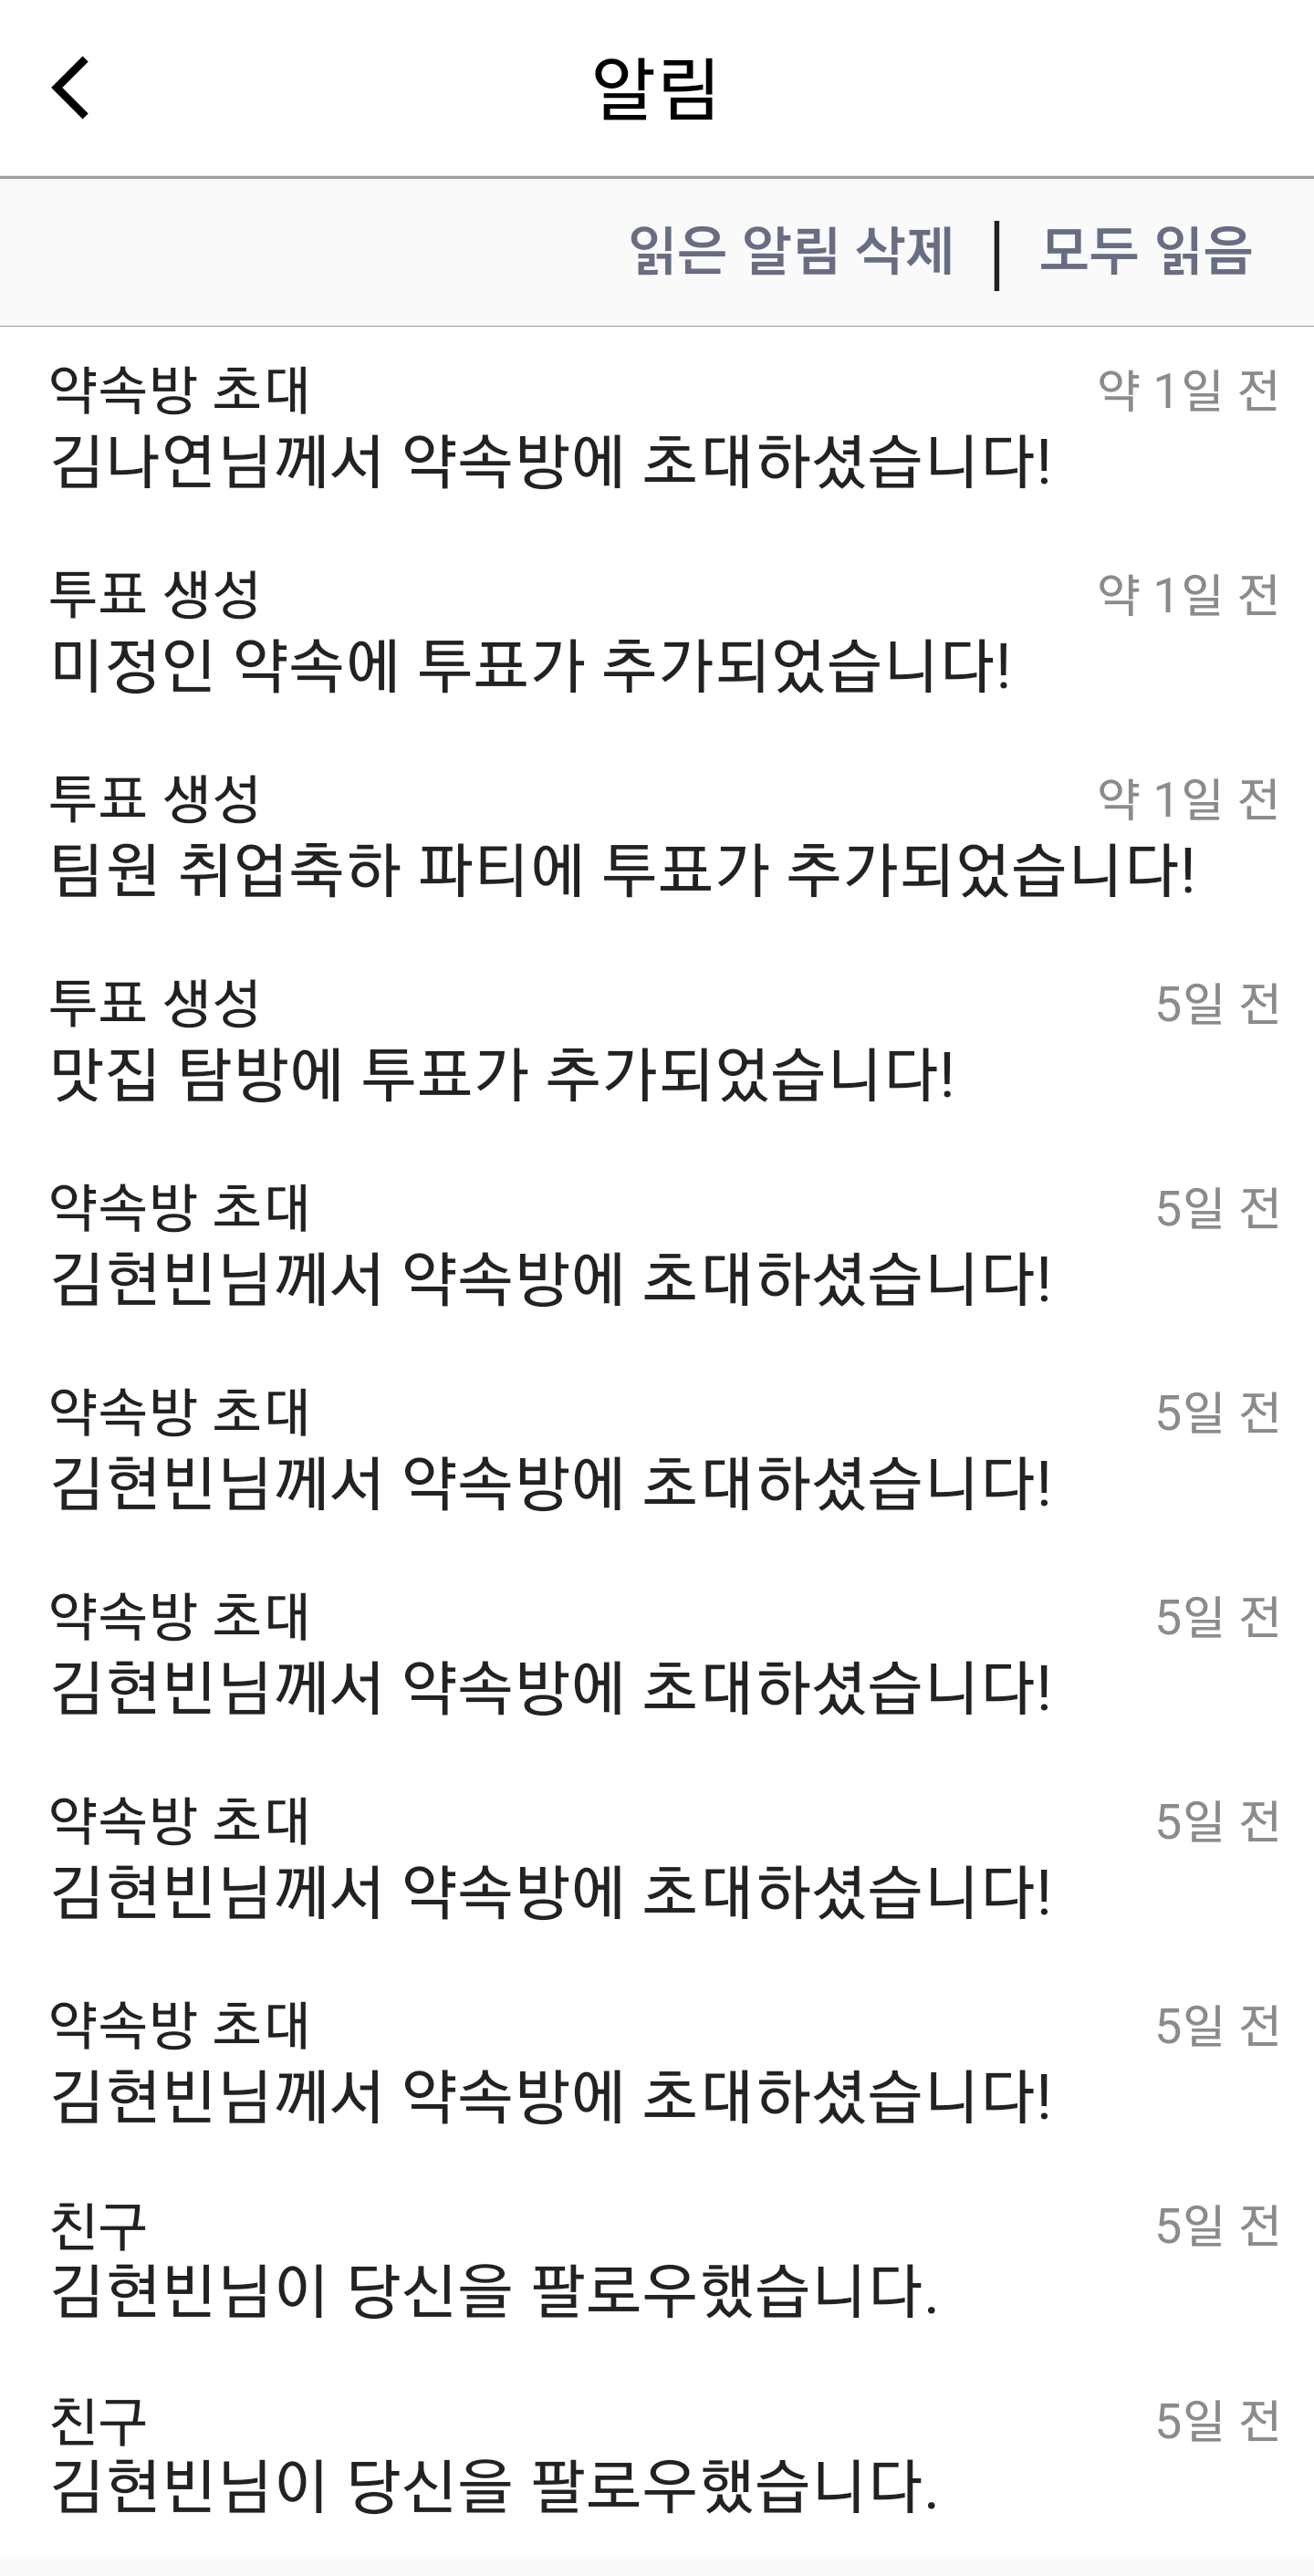 알림
읽은 알림 삭제 | 모두 읽음
약속방 초대 약 1일 전
김나연님께서 약속방에 초대하셨습니다!
투표 생성 약 1일 전
미정인 약속에 투표가 추가되었습니다!
투표 생성 약 1일 전
팀원 취업축하 파티에 투표가 추가되었습니다!
투표 생성 5일 전
맛집 탐방에 투표가 추가되었습니다!
약속방 초대 5일 전
김현빈님께서 약속방에 초대하셨습니다!
약속방 초대 5일 전
김현빈님께서 약속방에 초대하셨습니다!
약속방 초대 5일 전
김현빈님께서 약속방에 초대하셨습니다!
약속방 초대 5일 전
김현빈님께서 약속방에 초대하셨습니다!
약속방 초대 5일 전
김현빈님께서 약속방에 초대하셨습니다!
친구 5일 전
김현빈님이 당신을 팔로우했습니다.
친구 5일 전
김현빈님이 당신을 팔로우했습니다.